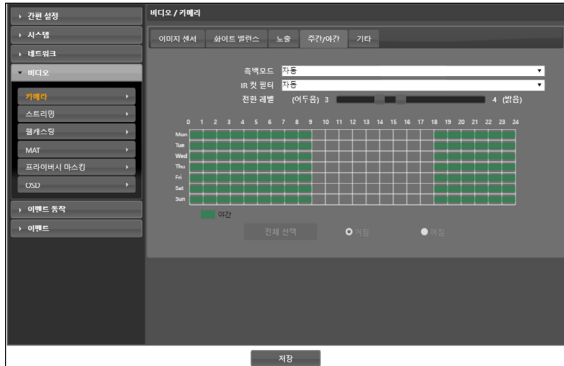 비디오 / 카메라
간편 설정
시스템
네트워크
비디오
카메라
스트리밍
웹캐스팅
MAT
프라이버시 마스킹
OSD
이벤트 동작
이벤트
이미지 센서 화이트 밸런스 노출 주간/야간 기타
흑백모드 자동
IR 컷 필터 자동
전환 레벨 (어두움) 3 4 (밝음)
0 1 2 3 4 5 6 7 8 9 10 11 12 13 14 15 16 17 18 19 20 21 22 23 24
Mon
Tue
Wed
Thu
Fri
Sat
Sun
야간
전체 선택
저장